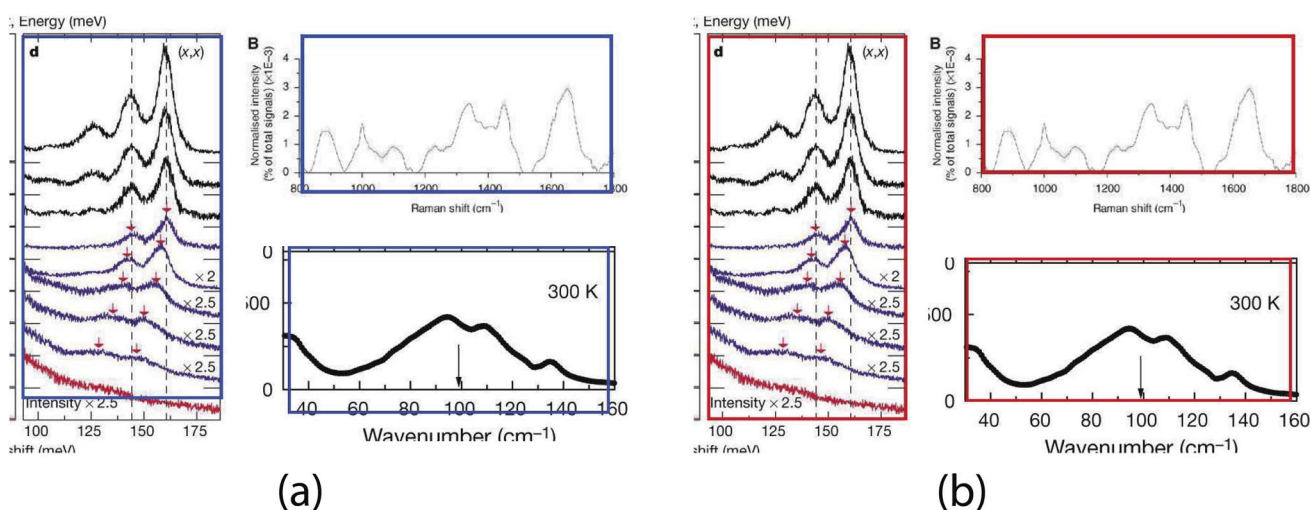 , Energy (meV)
d
(x,x)
×2
×2.5
×2.5
×2.5
Intensity ×2.5
100 125 150 175
shift (meV)
B
Normalised intensity
(% of total signals) (×1E–3)
4
3
2
1
0
800 1000 1200 1400 1600 1800
Raman shift (cm⁻¹)
0
500
0
300 K
40 60 80 100 120 140 160
Wavenumber (cm⁻¹)
(a)
, Energy (meV)
d
(x,x)
×2
×2.5
×2.5
×2.5
Intensity ×2.5
100 125 150 175
shift (meV)
B
Normalised intensity
(% of total signals) (×1E–3)
4
3
2
1
0
800 1000 1200 1400 1600 1800
Raman shift (cm⁻¹)
0
500
0
300 K
40 60 80 100 120 140 160
Wavenumber (cm⁻¹)
(b)